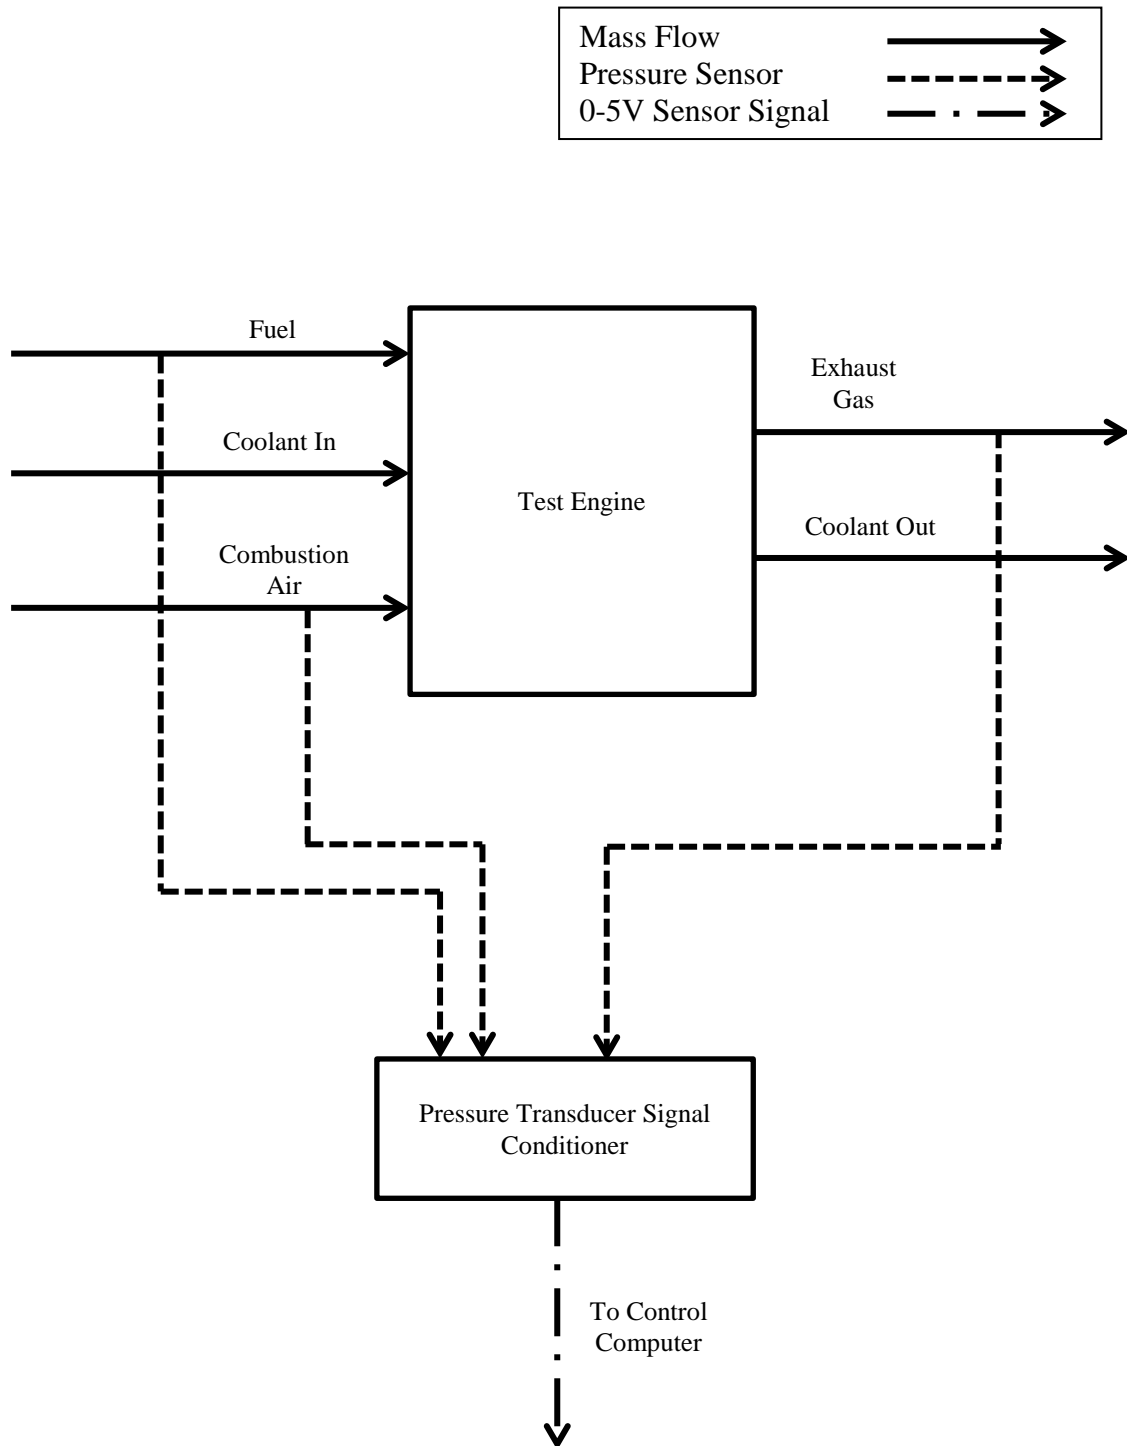 Mass Flow
Pressure Sensor
0-5V Sensor Signal
Fuel
Exhaust
Gas
Coolant In
Test Engine
Coolant Out
Combustion
Air
Pressure Transducer Signal
Conditioner
To Control
Computer